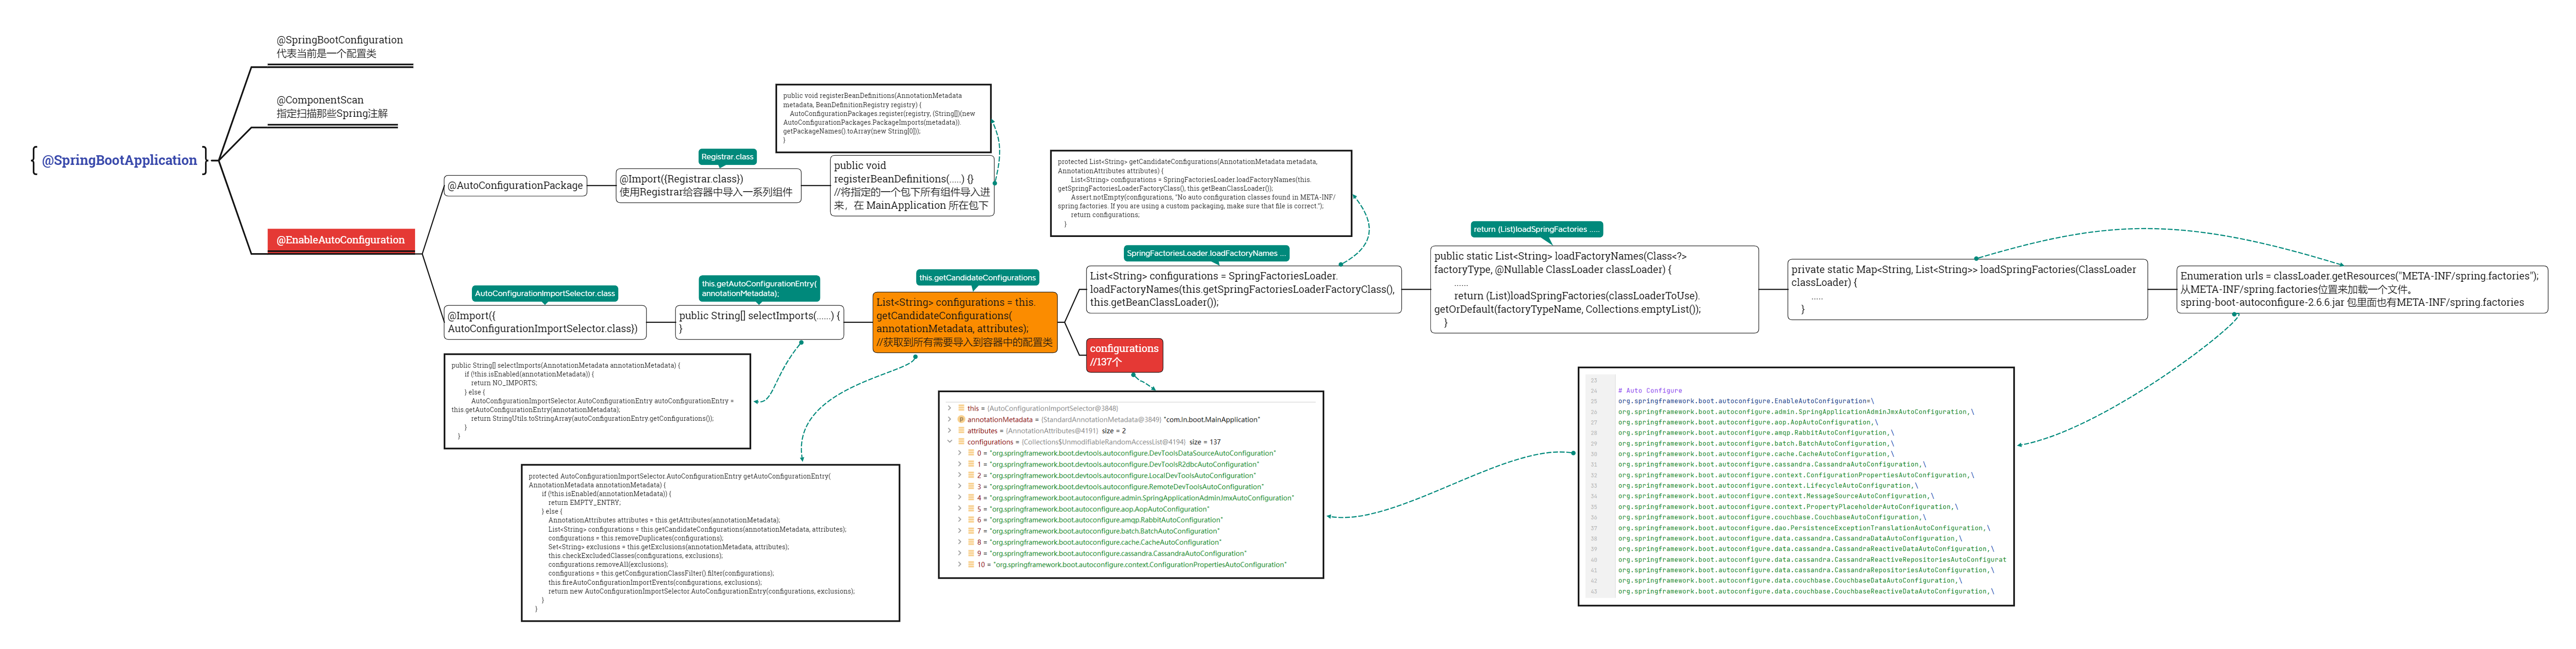 @SpringBootConfiguration
代表当前是一个配置类
@ComponentScan
指定扫描那些Spring注解
@SpringBootApplication
@EnableAutoConfiguration
@AutoConfigurationPackage
Registrar.class
@Import({Registrar.class})
使用Registrar给容器中导入一系列组件
public void registerBeanDefinitions(AnnotationMetadata
metadata, BeanDefinitionRegistry registry) {
AutoConfigurationPackages.register(registry, (String[])(new
AutoConfigurationPackages.PackageImports(metadata)).
getPackageNames().toArray(new String[0]));
}
public void
registerBeanDefinitions(.....) {}
//将指定的一个包下所有组件导入进
来，在 MainApplication 所在包下
AutoConfigurationImportSelector.class
@Import({
AutoConfigurationImportSelector.class})
this.getAutoConfigurationEntry(
annotationMetadata);
public String[] selectImports(......) {
}
public String[] selectImports(AnnotationMetadata annotationMetadata) {
if (!this.isEnabled(annotationMetadata)) {
return NO_IMPORTS;
} else {
AutoConfigurationImportSelector.AutoConfigurationEntry autoConfigurationEntry =
this.getAutoConfigurationEntry(annotationMetadata);
return StringUtils.toStringArray(autoConfigurationEntry.getConfigurations());
}
}
this.getCandidateConfigurations
List<String> configurations = this.
getCandidateConfigurations(
annotationMetadata, attributes);
//获取到所有需要导入到容器中的配置类
protected AutoConfigurationImportSelector.AutoConfigurationEntry getAutoConfigurationEntry(
AnnotationMetadata annotationMetadata) {
if (!this.isEnabled(annotationMetadata)) {
return EMPTY_ENTRY;
} else {
AnnotationAttributes attributes = this.getAttributes(annotationMetadata);
List<String> configurations = this.getCandidateConfigurations(annotationMetadata, attributes);
configurations = this.removeDuplicates(configurations);
Set<String> exclusions = this.getExclusions(annotationMetadata, attributes);
this.checkExcludedClasses(configurations, exclusions);
configurations.removeAll(exclusions);
configurations = this.getConfigurationClassFilter().filter(configurations);
this.fireAutoConfigurationImportEvents(configurations, exclusions);
return new AutoConfigurationImportSelector.AutoConfigurationEntry(configurations, exclusions);
}
}
protected List<String> getCandidateConfigurations(AnnotationMetadata metadata,
AnnotationAttributes attributes) {
List<String> configurations = SpringFactoriesLoader.loadFactoryNames(this.
getSpringFactoriesLoaderFactoryClass(), this.getBeanClassLoader());
Assert.notEmpty(configurations, "No auto configuration classes found in META-INF/
spring.factories. If you are using a custom packaging, make sure that file is correct.");
return configurations;
}
SpringFactoriesLoader.loadFactoryNames ...
List<String> configurations = SpringFactoriesLoader.
loadFactoryNames(this.getSpringFactoriesLoaderFactoryClass(),
this.getBeanClassLoader());
configurations
//137个
this = {AutoConfigurationImportSelector@3848}
annotationMetadata = {StandardAnnotationMetadata@3849} "com.ln.boot.MainApplication"
attributes = {AnnotationAttributes@4191} size = 2
configurations = {Collections$UnmodifiableRandomAccessList@4194} size = 137
0 = "org.springframework.boot.devtools.autoconfigure.DevToolsDataSourceAutoConfiguration"
1 = "org.springframework.boot.devtools.autoconfigure.DevToolsR2dbcAutoConfiguration"
2 = "org.springframework.boot.devtools.autoconfigure.LocalDevToolsAutoConfiguration"
3 = "org.springframework.boot.devtools.autoconfigure.RemoteDevToolsAutoConfiguration"
4 = "org.springframework.boot.autoconfigure.admin.SpringApplicationAdminJmxAutoConfiguration"
5 = "org.springframework.boot.autoconfigure.aop.AopAutoConfiguration"
6 = "org.springframework.boot.autoconfigure.amqp.RabbitAutoConfiguration"
7 = "org.springframework.boot.autoconfigure.batch.BatchAutoConfiguration"
8 = "org.springframework.boot.autoconfigure.cache.CacheAutoConfiguration"
9 = "org.springframework.boot.autoconfigure.cassandra.CassandraAutoConfiguration"
10 = "org.springframework.boot.autoconfigure.context.ConfigurationPropertiesAutoConfiguration"
return (List)loadSpringFactories .....
public static List<String> loadFactoryNames(Class<?>
factoryType, @Nullable ClassLoader classLoader) {
......
return (List)loadSpringFactories(classLoaderToUse).
getOrDefault(factoryTypeName, Collections.emptyList());
}
private static Map<String, List<String>> loadSpringFactories(ClassLoader
classLoader) {
.....
}
Enumeration urls = classLoader.getResources("META-INF/spring.factories");
从META-INF/spring.factories位置来加载一个文件。
spring-boot-autoconfigure-2.6.6.jar 包里面也有META-INF/spring.factories
23
24 # Auto Configure
25 org.springframework.boot.autoconfigure.EnableAutoConfiguration=\
26 org.springframework.boot.autoconfigure.admin.SpringApplicationAdminJmxAutoConfiguration,\
27 org.springframework.boot.autoconfigure.aop.AopAutoConfiguration,\
28 org.springframework.boot.autoconfigure.amqp.RabbitAutoConfiguration,\
29 org.springframework.boot.autoconfigure.batch.BatchAutoConfiguration,\
30 org.springframework.boot.autoconfigure.cache.CacheAutoConfiguration,\
31 org.springframework.boot.autoconfigure.cassandra.CassandraAutoConfiguration,\
32 org.springframework.boot.autoconfigure.context.ConfigurationPropertiesAutoConfiguration,\
33 org.springframework.boot.autoconfigure.context.LifecycleAutoConfiguration,\
34 org.springframework.boot.autoconfigure.context.MessageSourceAutoConfiguration,\
35 org.springframework.boot.autoconfigure.context.PropertyPlaceholderAutoConfiguration,\
36 org.springframework.boot.autoconfigure.couchbase.CouchbaseAutoConfiguration,\
37 org.springframework.boot.autoconfigure.dao.PersistenceExceptionTranslationAutoConfiguration,\
38 org.springframework.boot.autoconfigure.data.cassandra.CassandraDataAutoConfiguration,\
39 org.springframework.boot.autoconfigure.data.cassandra.CassandraReactiveDataAutoConfiguration,\
40 org.springframework.boot.autoconfigure.data.cassandra.CassandraReactiveRepositoriesAutoConfigurat
41 org.springframework.boot.autoconfigure.data.cassandra.CassandraRepositoriesAutoConfiguration,\
42 org.springframework.boot.autoconfigure.data.couchbase.CouchbaseDataAutoConfiguration,\
43 org.springframework.boot.autoconfigure.data.couchbase.CouchbaseReactiveDataAutoConfiguration,\